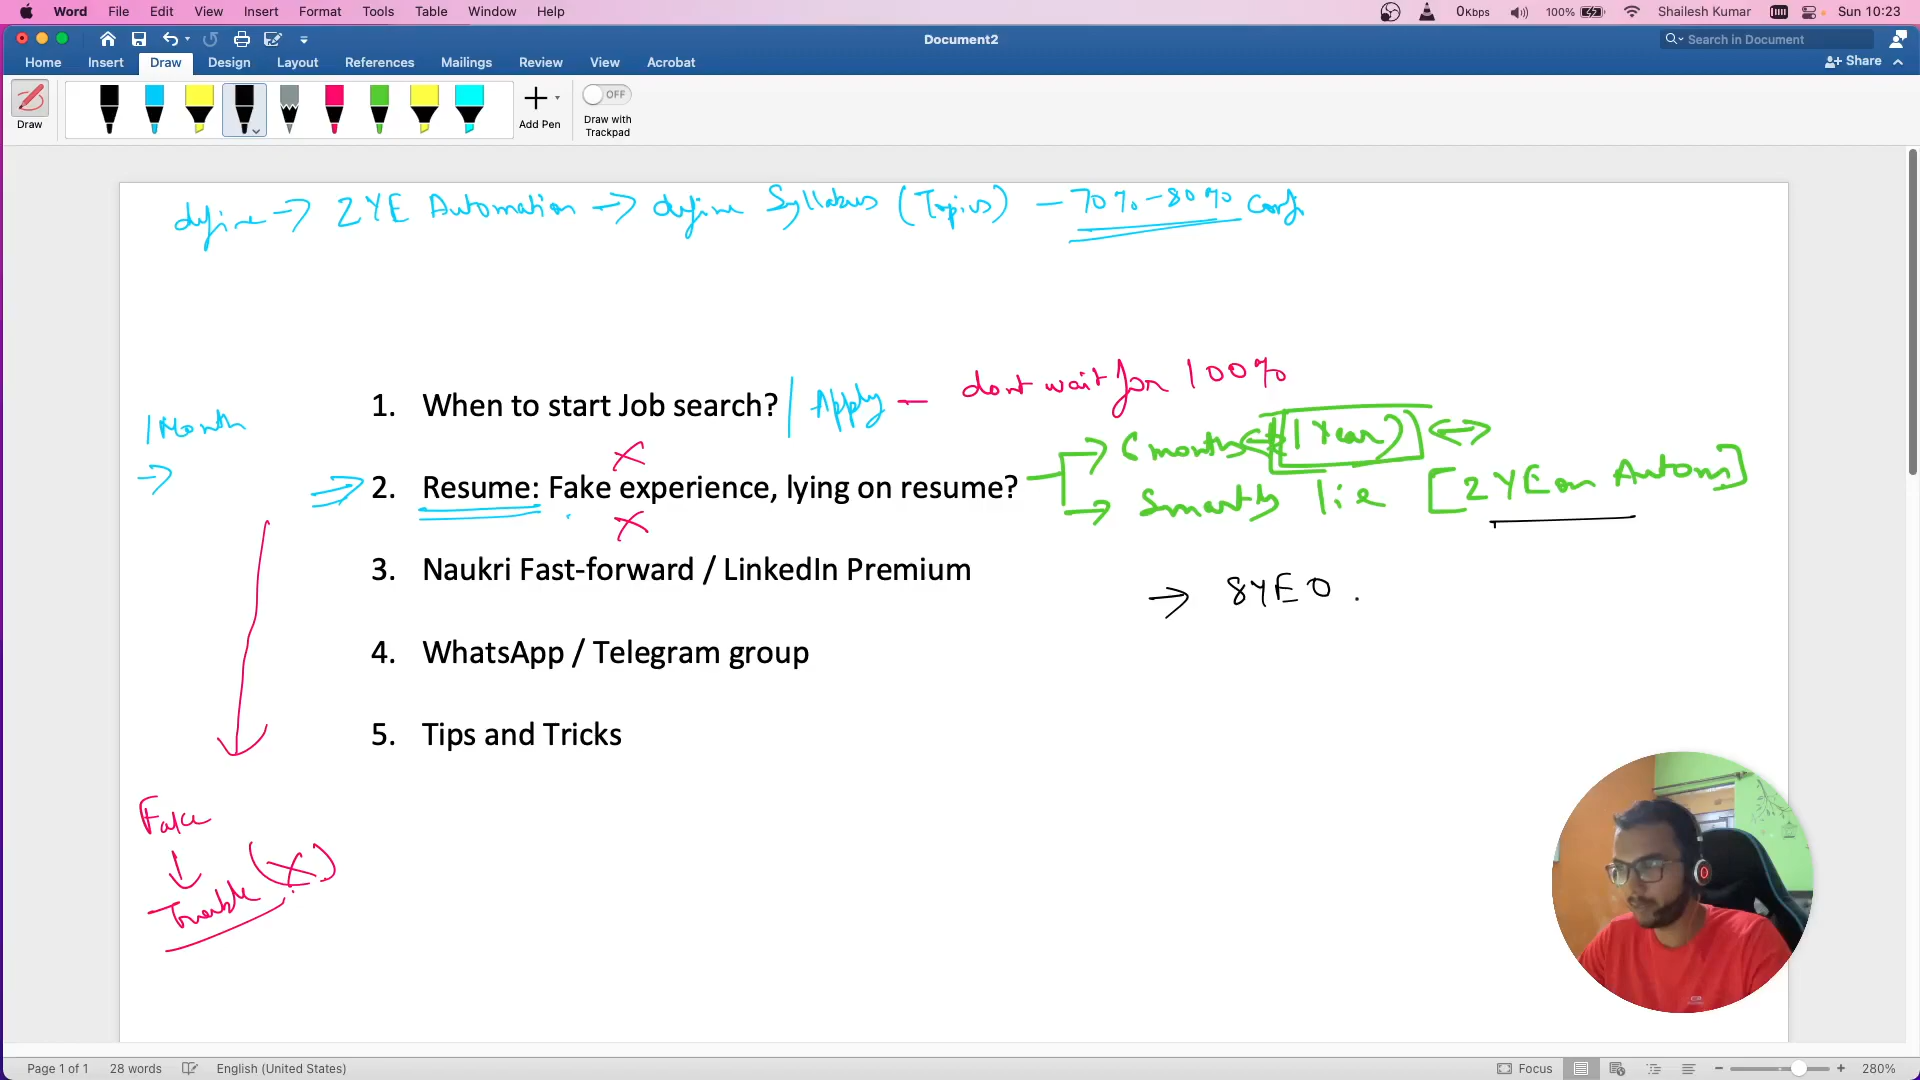 Word File Edit View Insert Format Tools Table Window Help 0Kbps 100% Shailesh Kumar Sun 10:23
Document2
Search in Document
Home Insert Draw Design Layout References Mailings Review View Acrobat
Share
OFF
Draw
Add Pen
Draw with
Trackpad
define → 2YE Automation → define Syllabus (Topics) — 70% - 80% conf
1. When to start Job search? | Apply — dont wait for 100%
1 Month
→
6 months (1 Year)
2. Resume: Fake experience, lying on resume?
Smartly lie [2 YE on Autom]
3. Naukri Fast-forward / LinkedIn Premium
→ 8YEO.
4. WhatsApp / Telegram group
5. Tips and Tricks
Fake
Trouble (X)
Page 1 of 1 28 words English (United States) Focus 280%